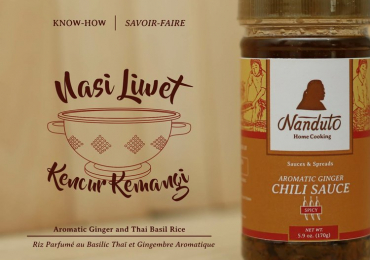 KNOW-HOW | SAVOIR-FAIRE
Nasi Liwet
Kencur Kemangi
Aromatic Ginger and Thai Basil Rice
Riz Parfumé au Basilic Thaï et Gingembre Aromatique
Nanduto
Home Cooking
Sauces & Spreads
AROMATIC GINGER
CHILI SAUCE
SPICY
NET WT
5.9 oz. (170g)